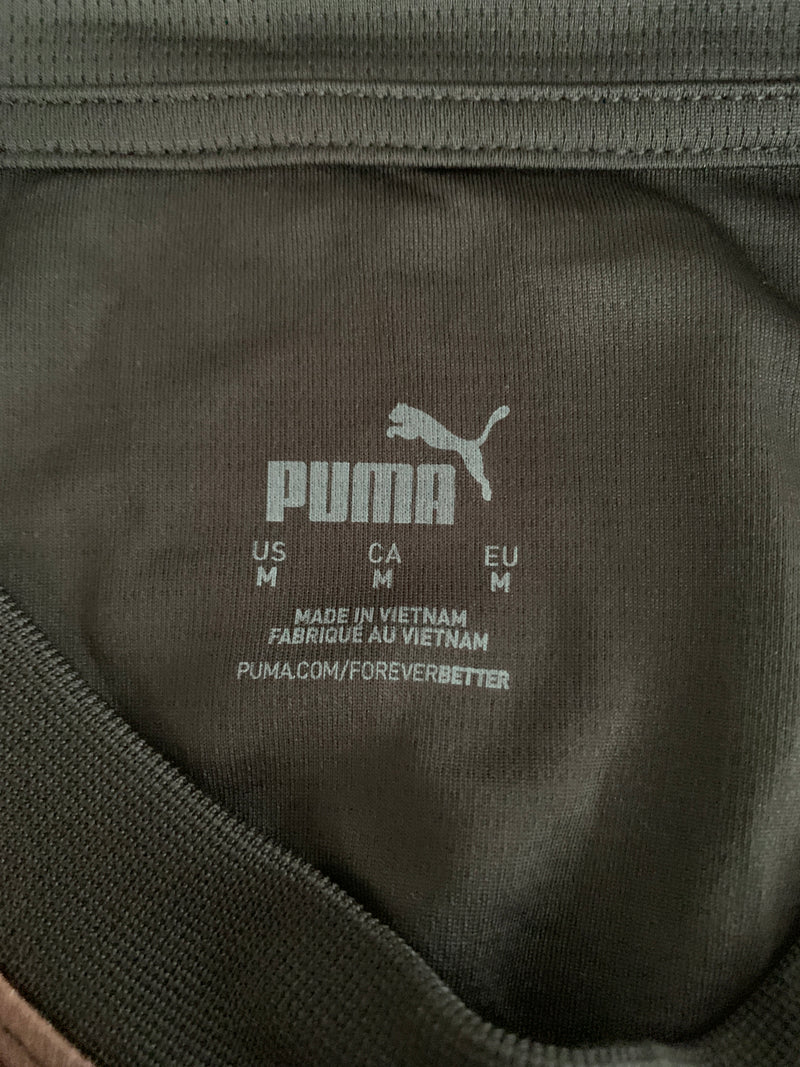 PUMA
US CA EU
M M M
MADE IN VIETNAM
FABRIQUÉ AU VIETNAM
PUMA.COM/FOREVERBETTER